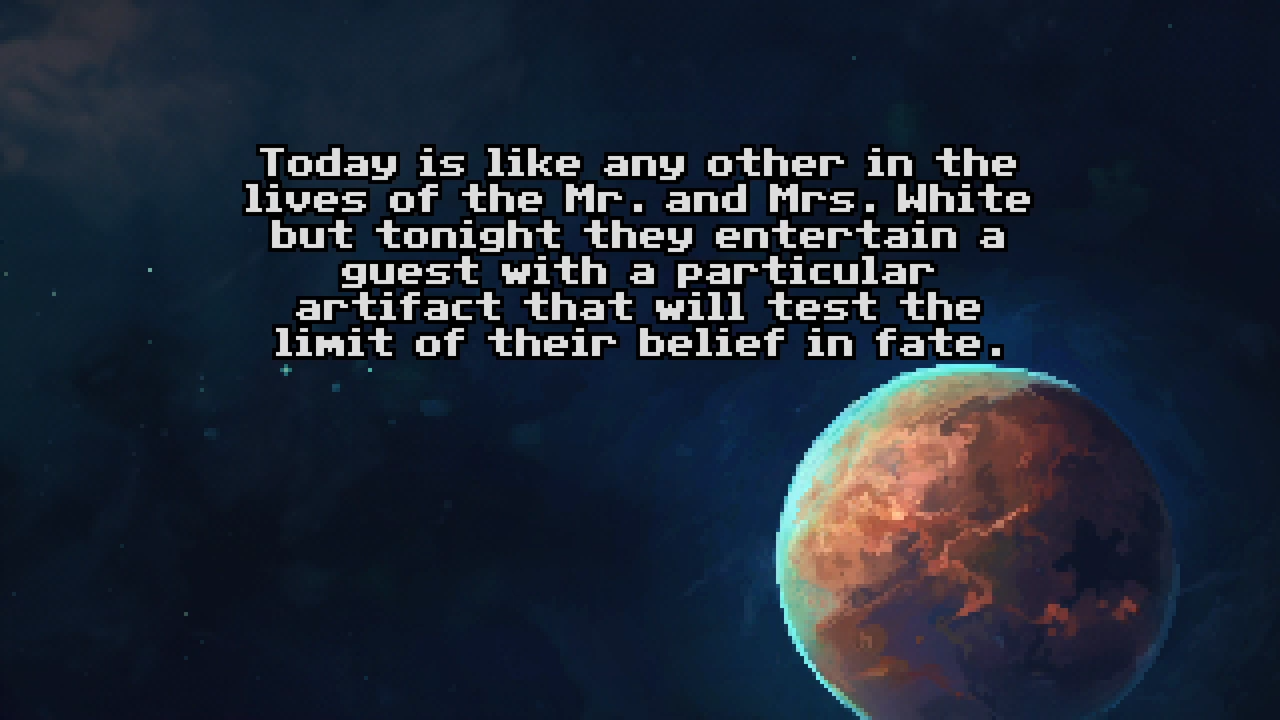 Today is like any other in the
lives of the Mr. and Mrs. White
but tonight they entertain a
guest with a particular
artifact that will test the
limit of their belief in fate.